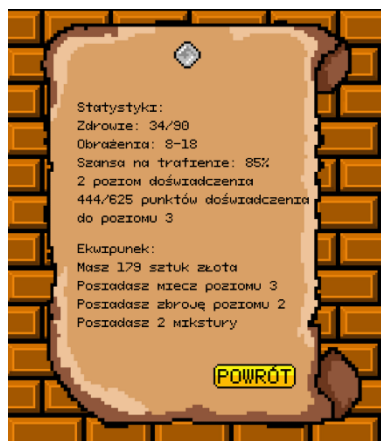 Statystyki:
Zdrowie: 34/90
Obrażenia: 8-18
Szansa na trafienie: 85%
2 poziom doświadczenia
444/625 punktów doświadczenia
do poziomu 3
Ekwipunek:
Masz 179 sztuk złota
Posiadasz miecz poziomu 3
Posiadasz zbroję poziomu 2
Posiadasz 2 mikstury
POWRÓT